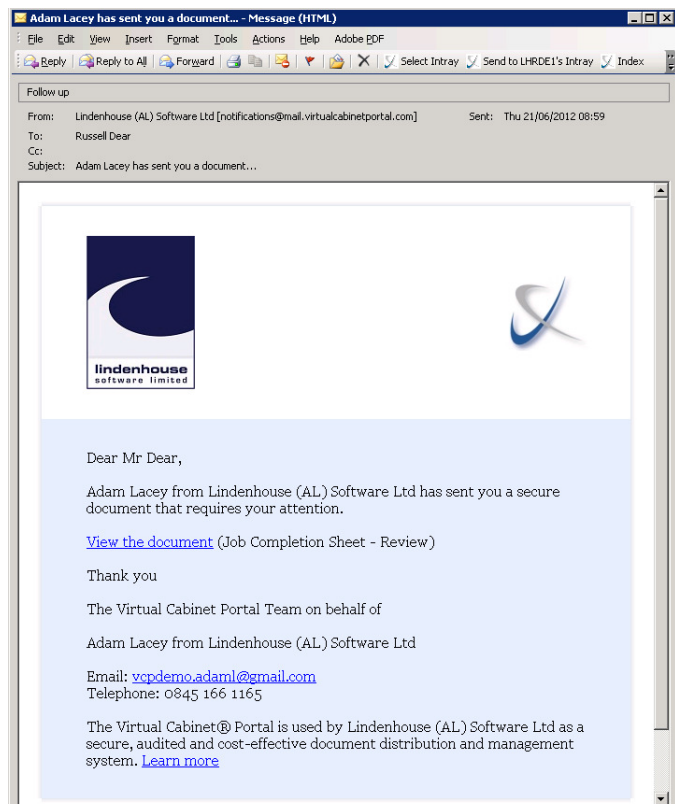 Adam Lacey has sent you a document... - Message (HTML)
File Edit View Insert Format Tools Actions Help Adobe PDF
Reply Reply to All Forward Select Intray Send to LHRDE1's Intray Index
Follow up
From: Lindenhouse (AL) Software Ltd [notifications@mail.virtualcabinetportal.com] Sent: Thu 21/06/2012 08:59
To: Russell Dear
Cc:
Subject: Adam Lacey has sent you a document...
lindenhouse
software limited
Dear Mr Dear,
Adam Lacey from Lindenhouse (AL) Software Ltd has sent you a secure
document that requires your attention.
View the document (Job Completion Sheet - Review)
Thank you
The Virtual Cabinet Portal Team on behalf of
Adam Lacey from Lindenhouse (AL) Software Ltd
Email: vcpdemo.adaml@gmail.com
Telephone: 0845 166 1165
The Virtual Cabinet® Portal is used by Lindenhouse (AL) Software Ltd as a
secure, audited and cost-effective document distribution and management
system. Learn more